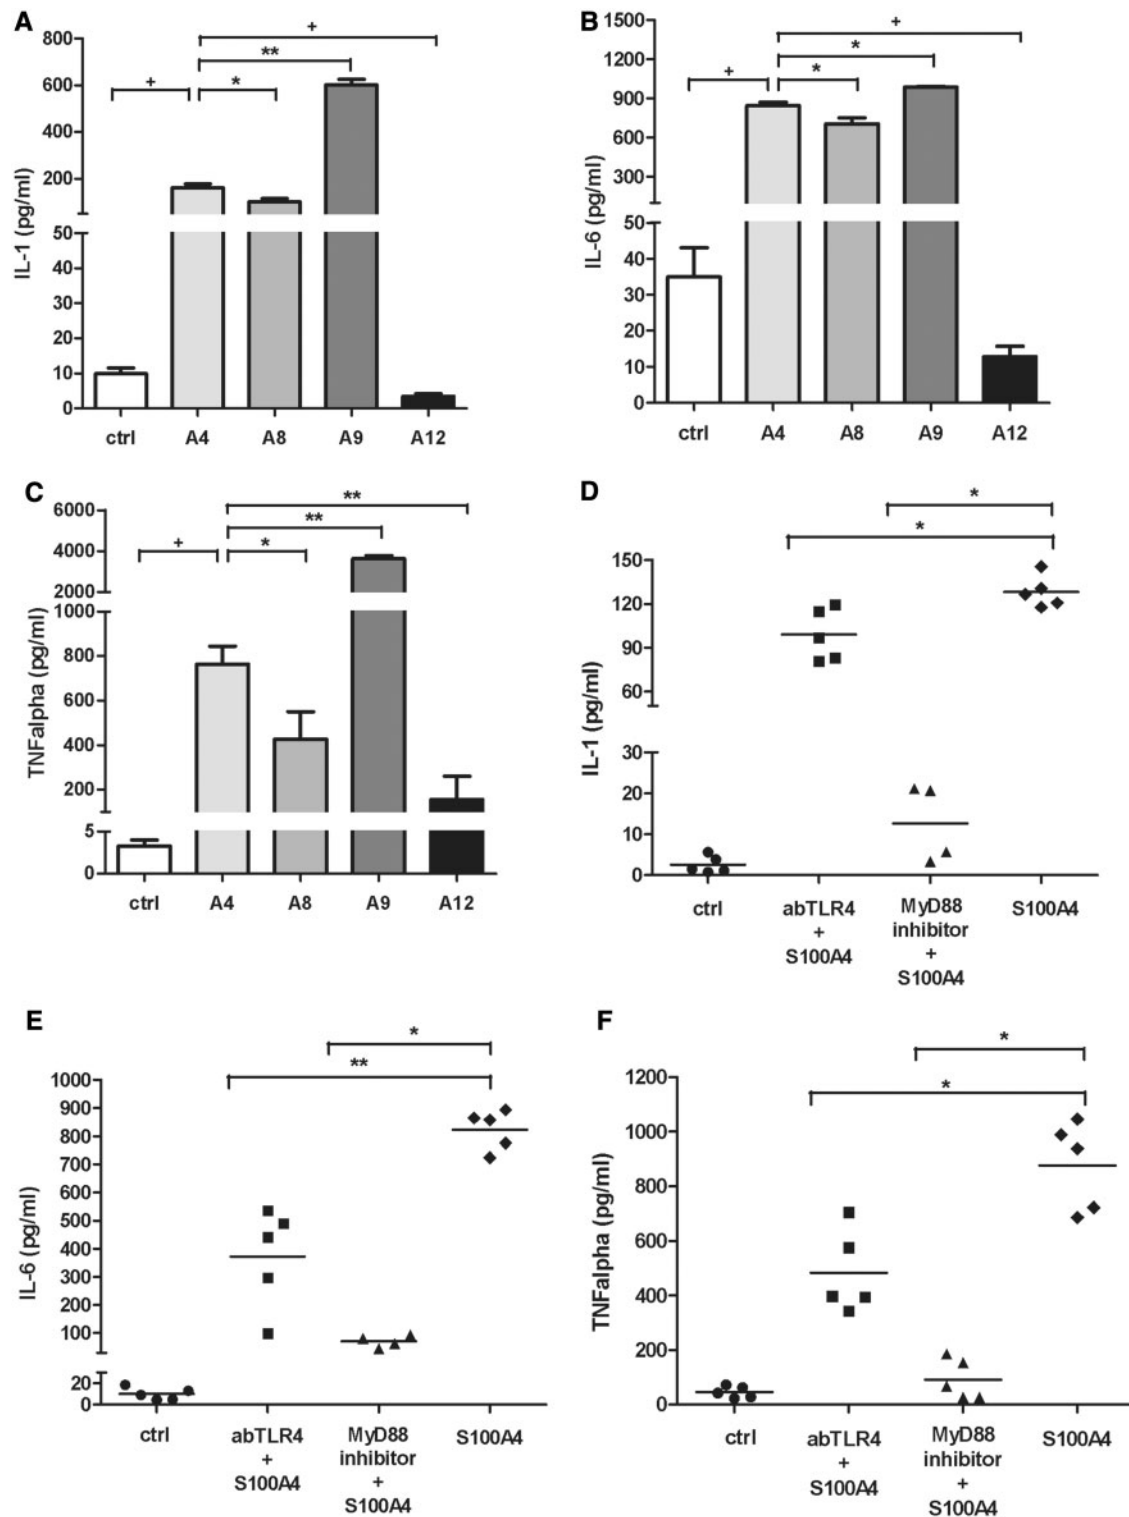 A
IL-1 (pg/ml)
800
600
400
200
50
40
30
20
10
0
+
**
*
+
ctrl A4 A8 A9 A12
B
IL-6 (pg/ml)
1500
1200
900
600
300
50
40
30
20
10
0
+
*
*
+
ctrl A4 A8 A9 A12
C
TNFalpha (pg/ml)
6000
4000
2000
1000
800
600
400
200
5
0
**
**
*
+
ctrl A4 A8 A9 A12
D
IL-1 (pg/ml)
150
120
90
60
30
20
10
0
*
*
ctrl abTLR4 MyD88 S100A4
+ inhibitor
S100A4 +
S100A4
E
IL-6 (pg/ml)
1000
900
800
700
600
500
400
300
200
100
20
0
*
**
ctrl abTLR4 MyD88 S100A4
+ inhibitor
S100A4 +
S100A4
F
TNFalpha (pg/ml)
1200
1000
800
600
400
200
0
*
*
ctrl abTLR4 MyD88 S100A4
+ inhibitor
S100A4 +
S100A4